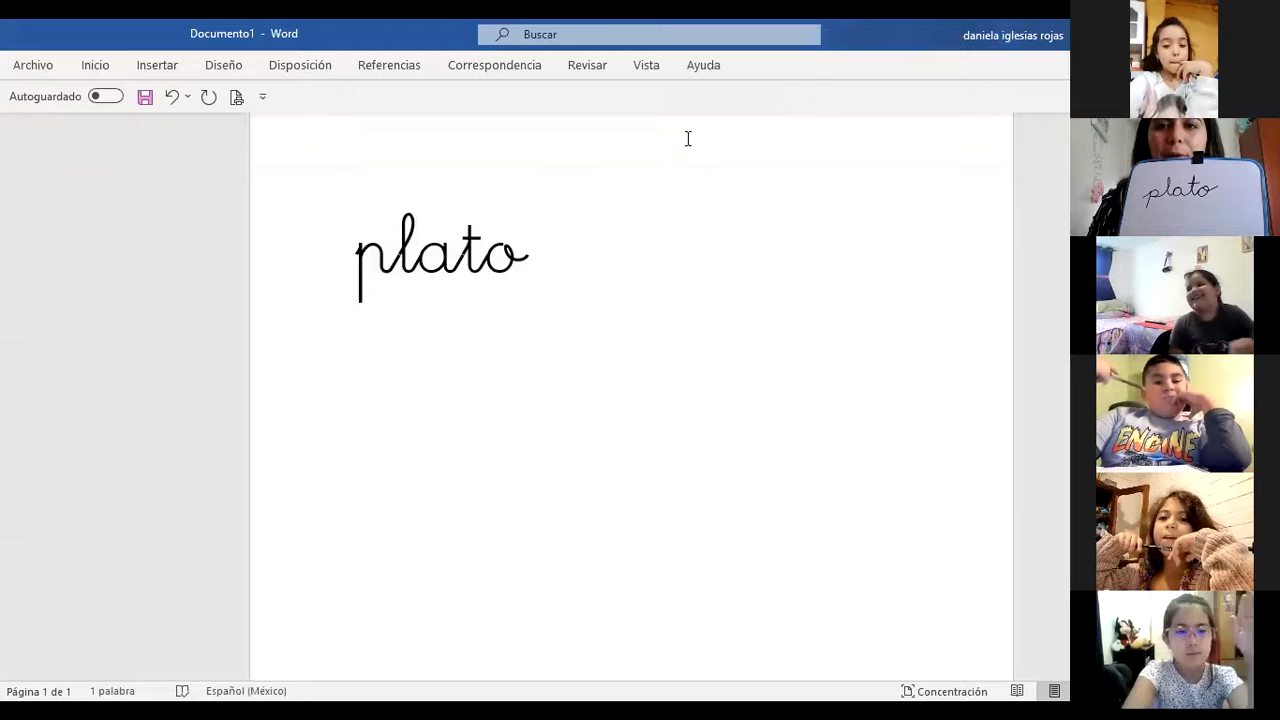 Documento1 - Word
Buscar
daniela iglesias rojas
Archivo Inicio Insertar Diseño Disposición Referencias Correspondencia Revisar Vista Ayuda
Autoguardado
plato
plato
ENGINE
Página 1 de 1 1 palabra Español (México) Concentración